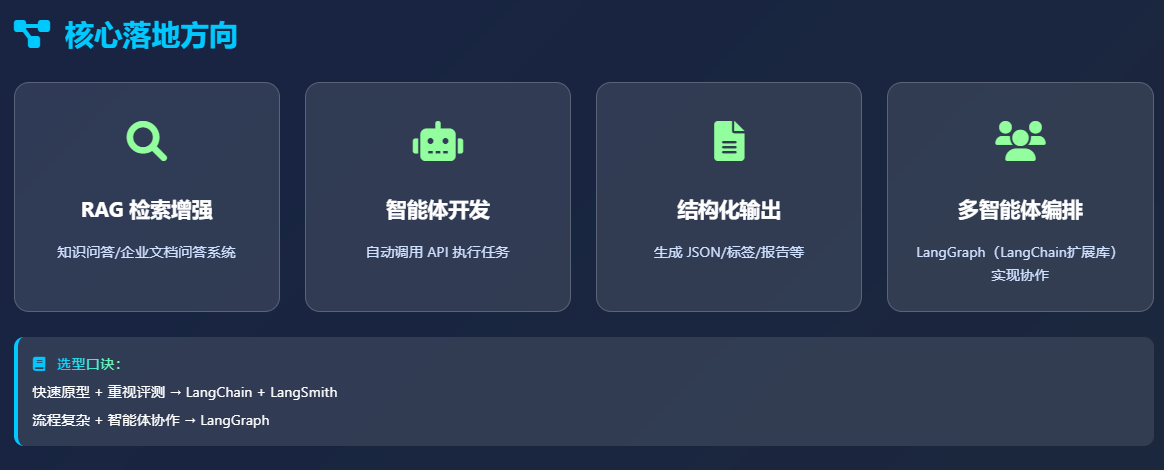 核心落地方向
RAG 检索增强
知识问答/企业文档问答系统
智能体开发
自动调用 API 执行任务
结构化输出
生成 JSON/标签/报告等
多智能体编排
LangGraph（LangChain扩展库）
实现协作
选型口诀：
快速原型 + 重视评测 → LangChain + LangSmith
流程复杂 + 智能体协作 → LangGraph